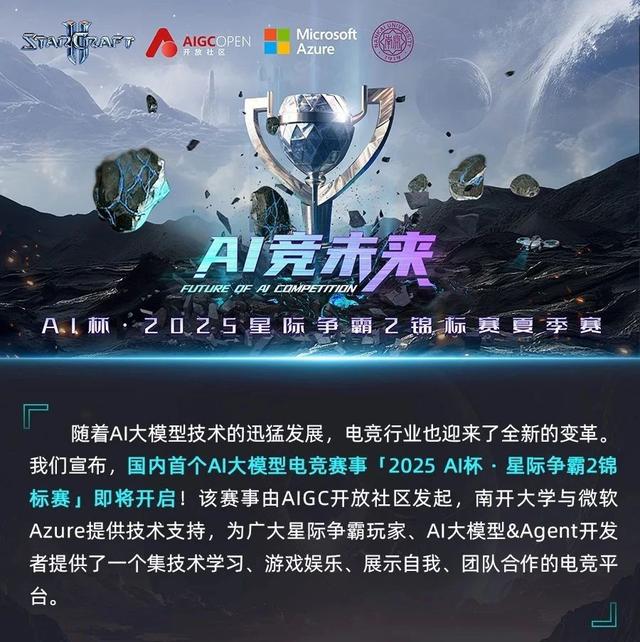 STARCRAFT II
AIGCOPEN
开放社区
Microsoft
Azure
AI竞未来
FUTURE OF AI COMPETITION
AI杯·2025星际争霸2锦标赛夏季赛
随着AI大模型技术的迅猛发展，电竞行业也迎来了全新的变革。
我们宣布，国内首个AI大模型电竞赛事「2025 AI杯·星际争霸2锦
标赛」即将开启！该赛事由AIGC开放社区发起，南开大学与微软
Azure提供技术支持，为广大星际争霸玩家、AI大模型&Agent开发
者提供了一个集技术学习、游戏娱乐、展示自我、团队合作的电竞平
台。